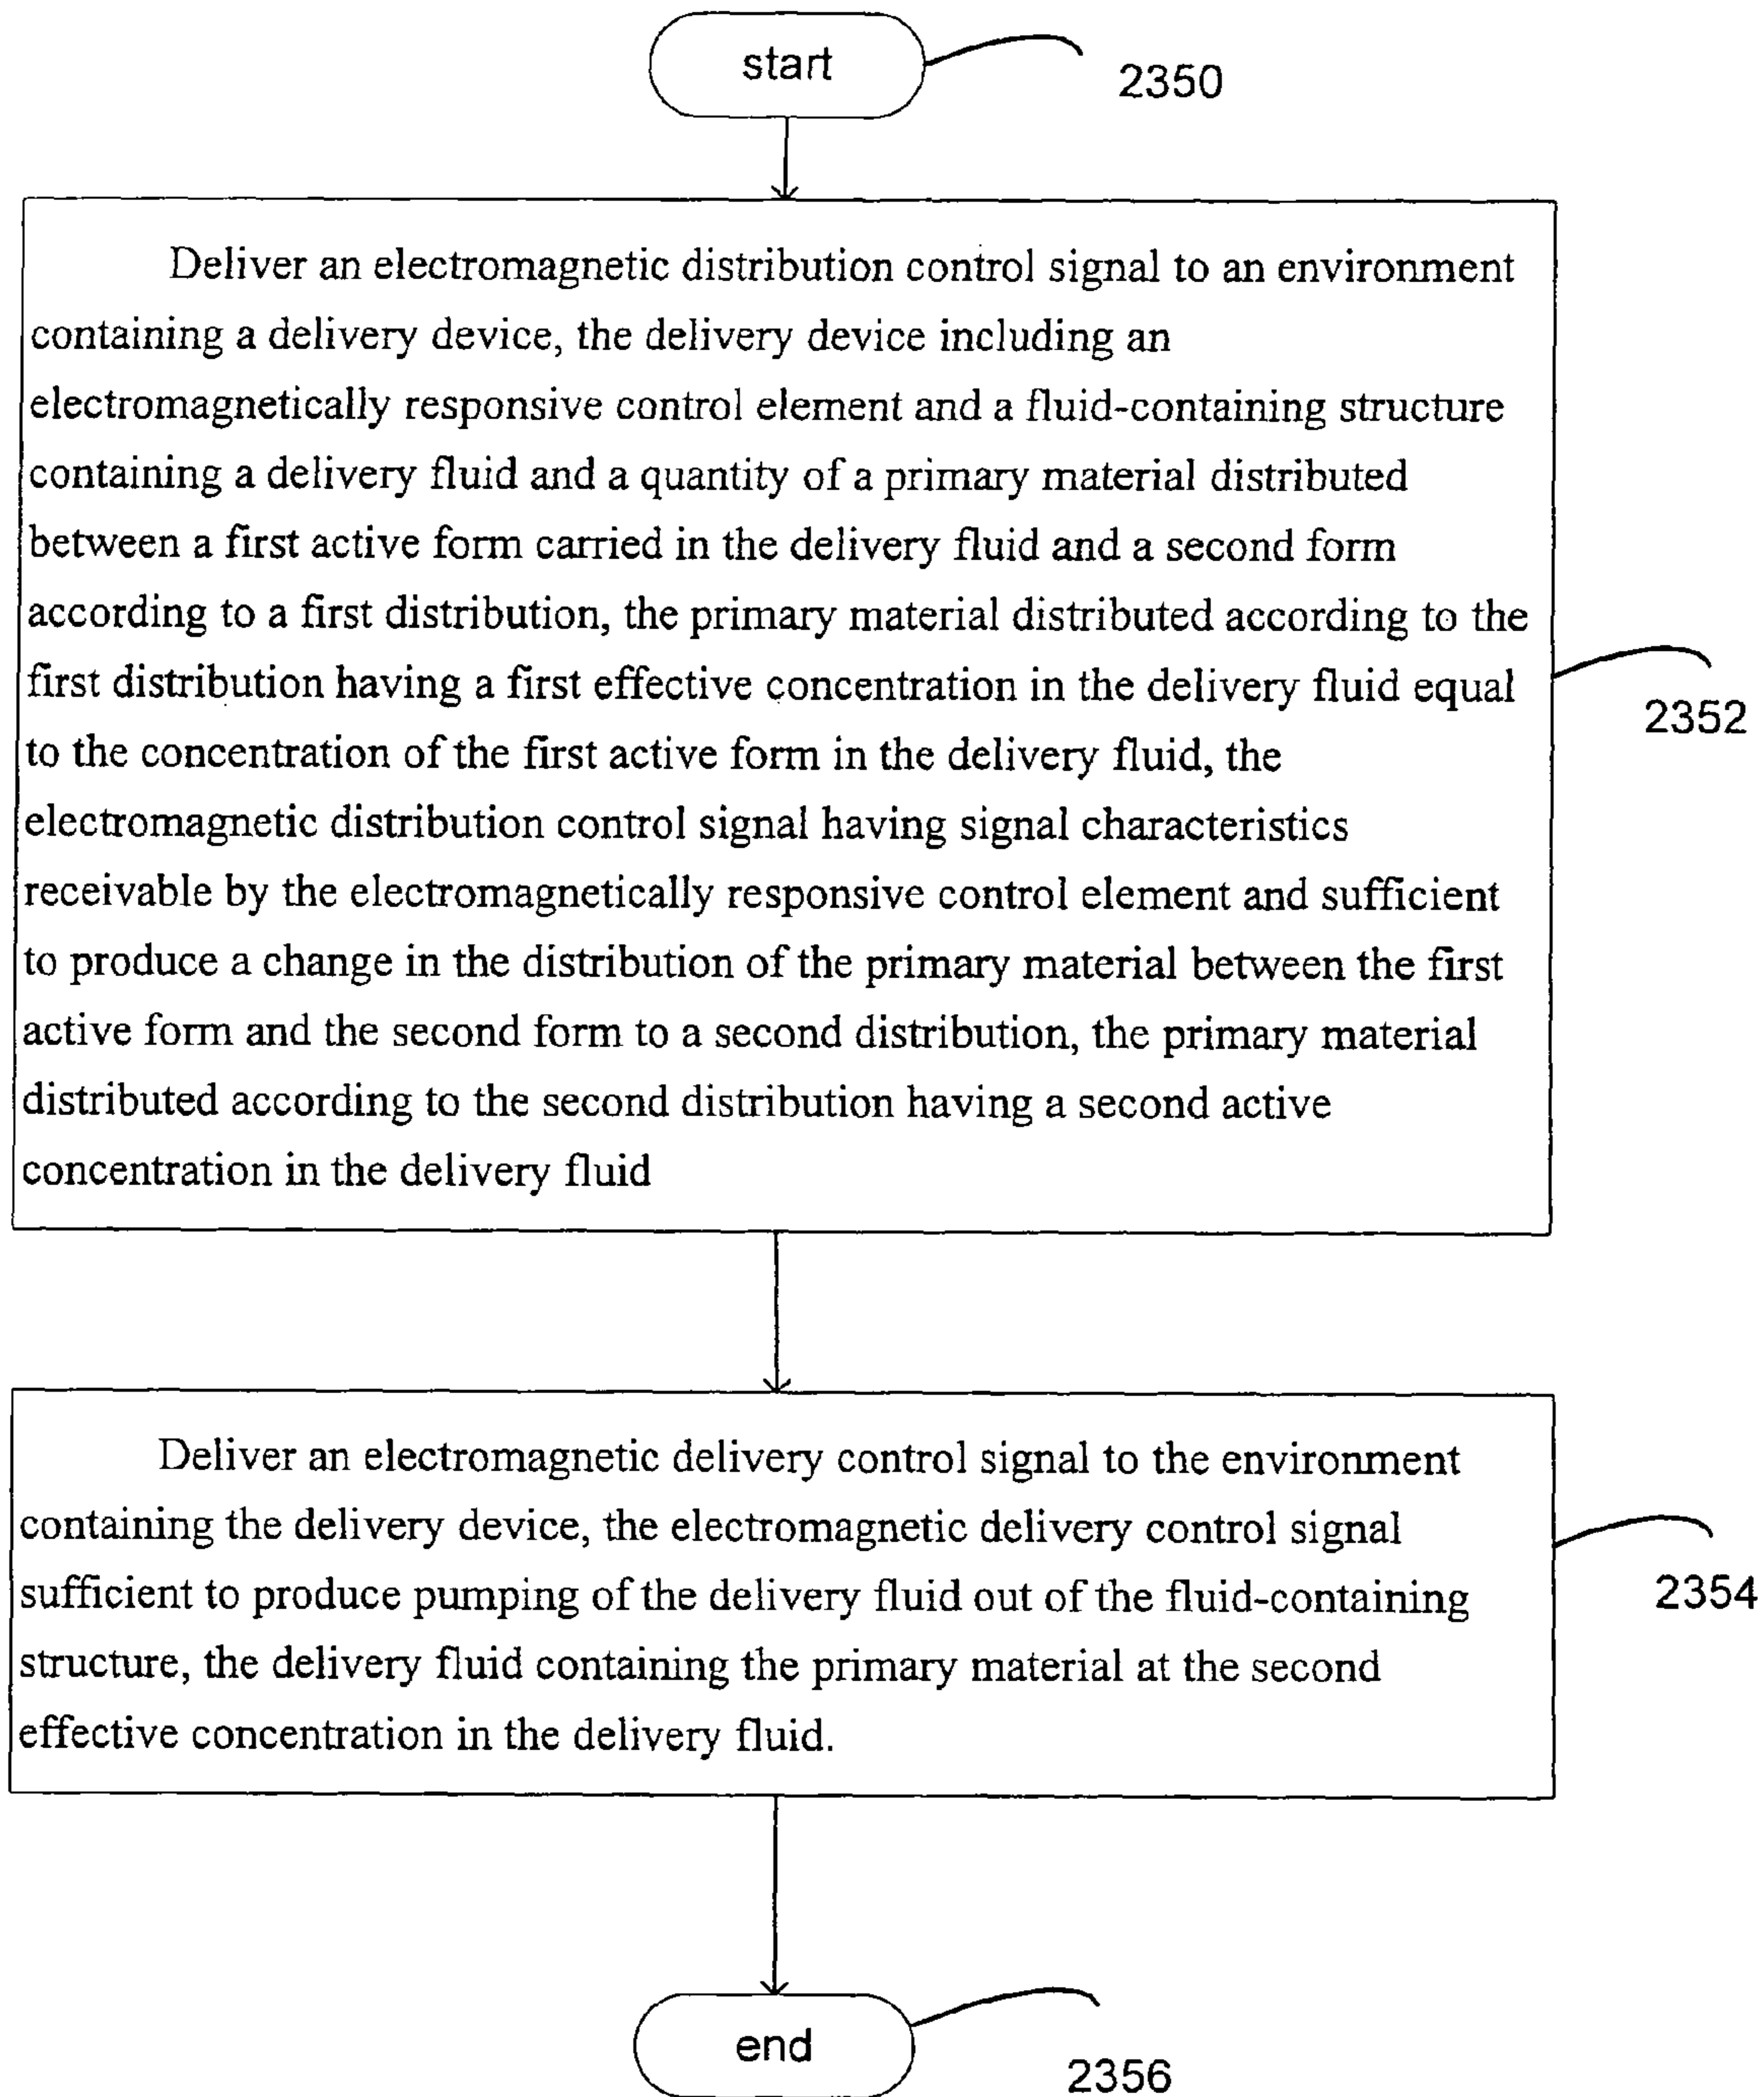 start
2350
Deliver an electromagnetic distribution control signal to an environment
containing a delivery device, the delivery device including an
electromagnetically responsive control element and a fluid-containing structure
containing a delivery fluid and a quantity of a primary material distributed
between a first active form carried in the delivery fluid and a second form
according to a first distribution, the primary material distributed according to the
first distribution having a first effective concentration in the delivery fluid equal
to the concentration of the first active form in the delivery fluid, the
electromagnetic distribution control signal having signal characteristics
receivable by the electromagnetically responsive control element and sufficient
to produce a change in the distribution of the primary material between the first
active form and the second form to a second distribution, the primary material
distributed according to the second distribution having a second active
concentration in the delivery fluid
2352
Deliver an electromagnetic delivery control signal to the environment
containing the delivery device, the electromagnetic delivery control signal
sufficient to produce pumping of the delivery fluid out of the fluid-containing
structure, the delivery fluid containing the primary material at the second
effective concentration in the delivery fluid.
2354
end
2356